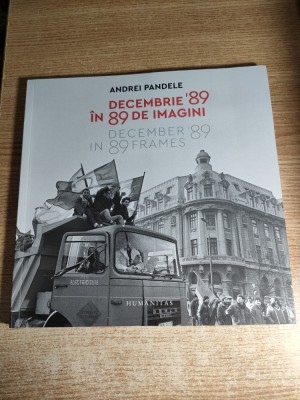 ANDREI PANDELE
DECEMBRIE '89
ÎN 89 DE IMAGINI
DECEMBER '89
IN 89 FRAMES
HUMANITAS